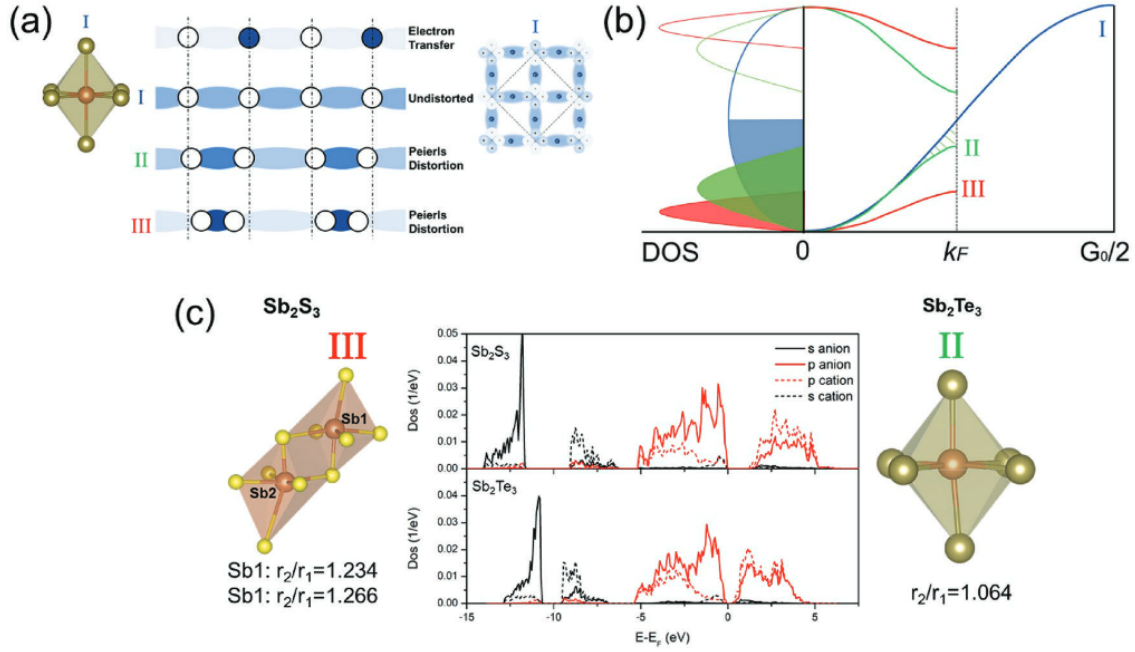 (a)
I
Electron
Transfer
I
Undistorted
II
Peierls
Distortion
III
Peierls
Distortion
I
(b)
I
II
III
DOS
0
kF
G₀/2
(c)
Sb₂S₃
III
Sb1
Sb2
Sb1: r₂/r₁=1.234
Sb1: r₂/r₁=1.266
Sb₂S₃
s anion
p anion
p cation
s cation
Dos (1/eV)
0.05
0.04
0.03
0.02
0.01
0.00
Sb₂Te₃
Dos (1/eV)
0.04
0.03
0.02
0.01
0.00
-15
-10
-5
0
5
E-EF (eV)
Sb₂Te₃
II
r₂/r₁=1.064